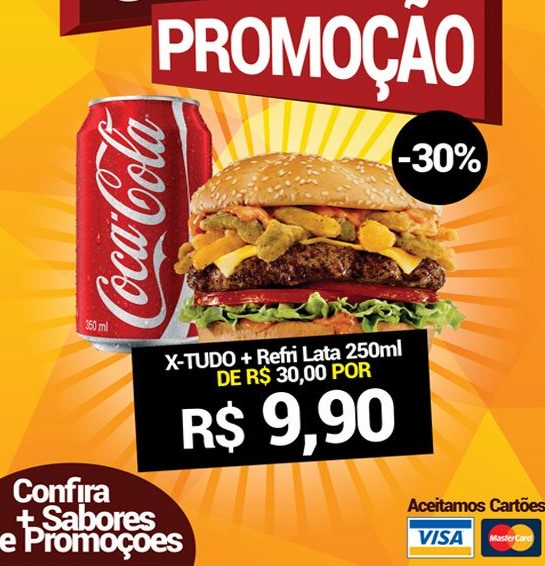 PROMOÇÃO
-30%
Coca-Cola
350 ml
X-TUDO + Refri Lata 250ml
DE R$ 30,00 POR
R$ 9,90
Confira
+ Sabores
e Promoções
Aceitamos Cartões
VISA
MasterCard